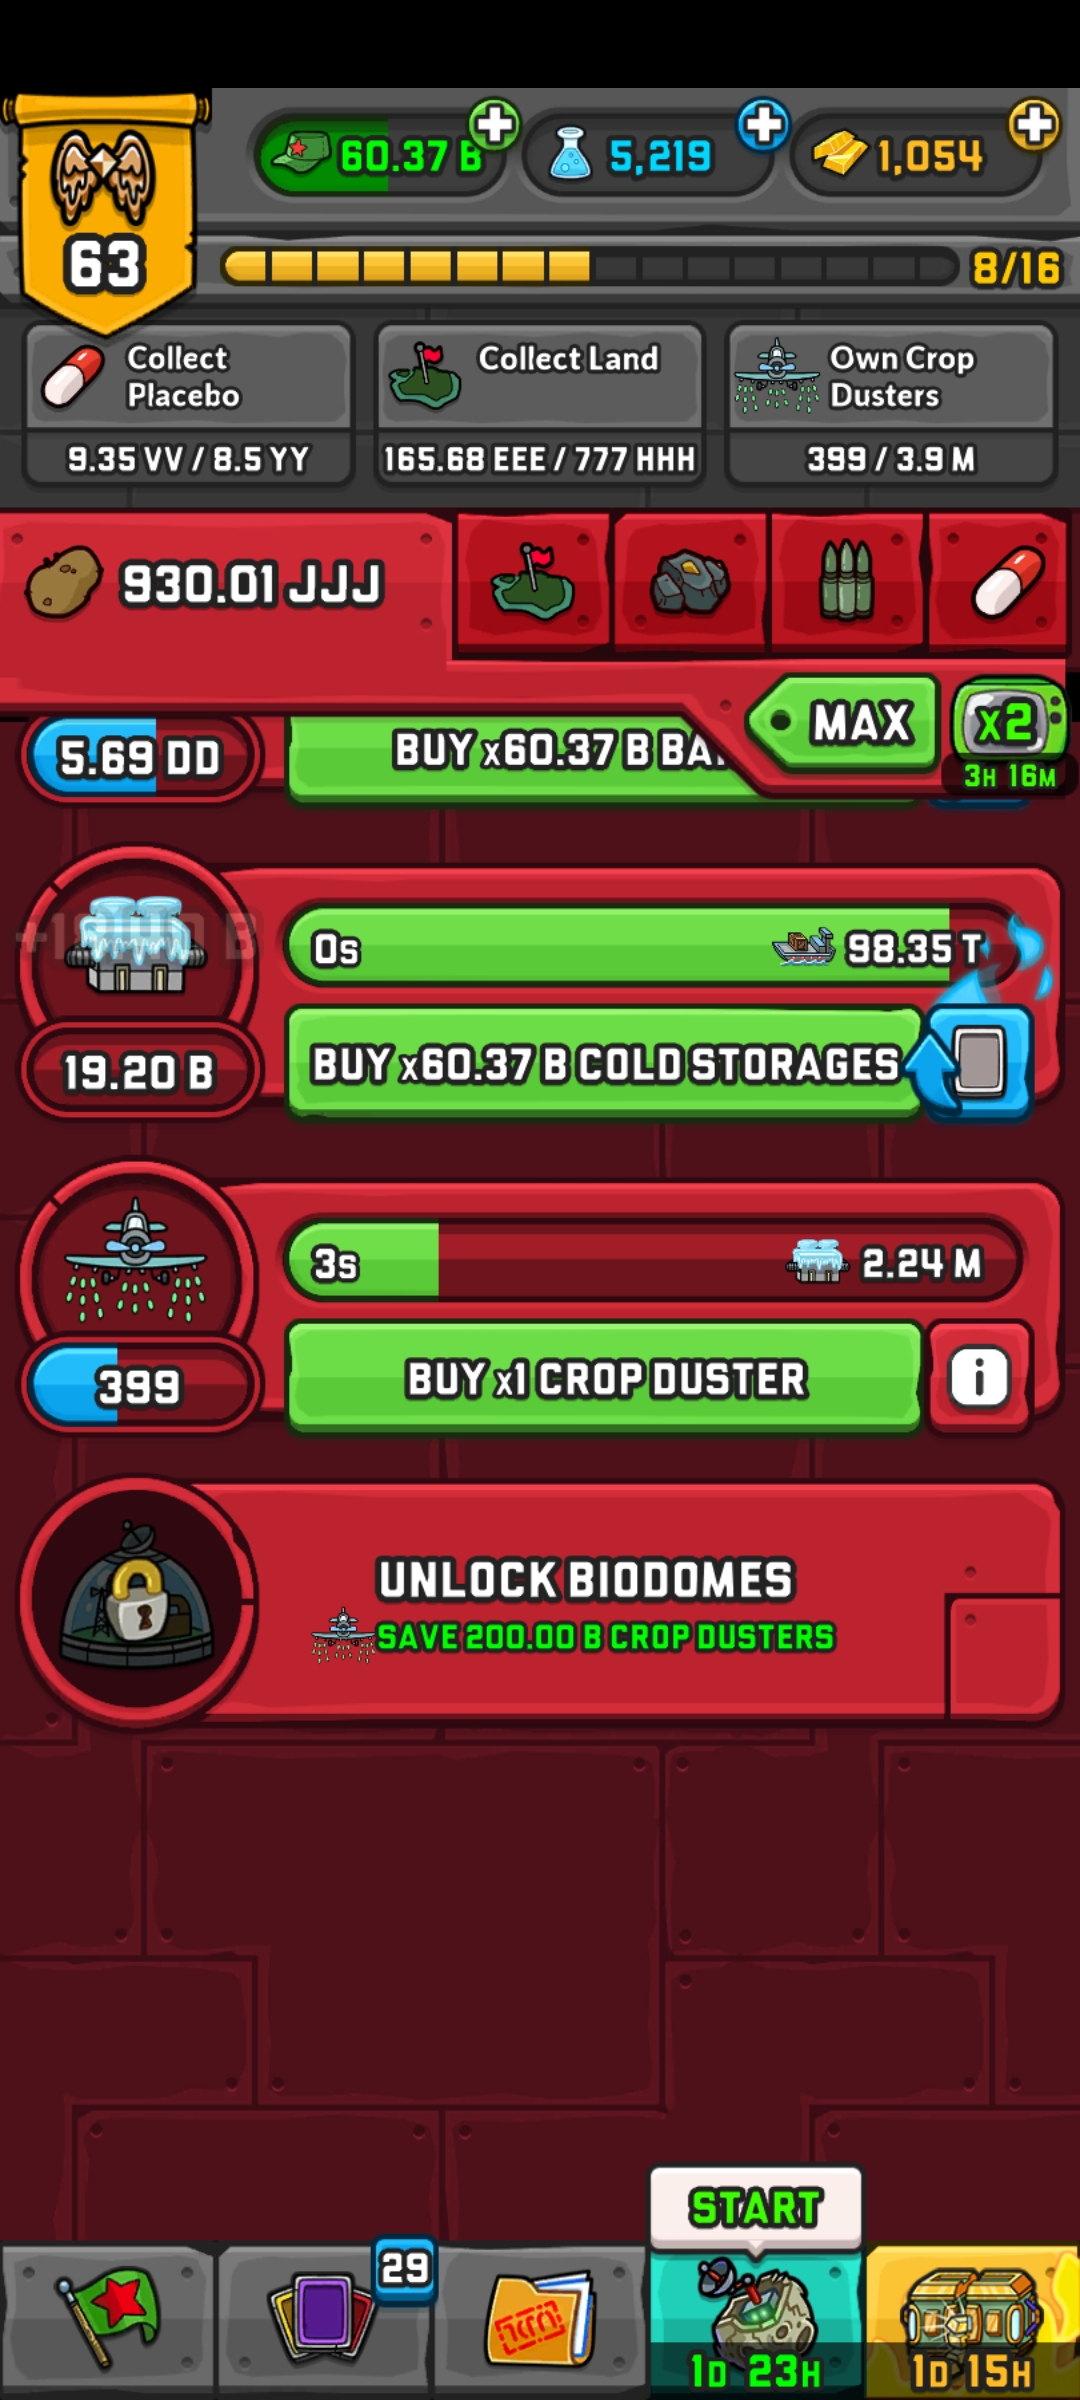 60.37 B
5,219
1,054
63
8/16
Collect
Placebo
9.35 VV / 8.5 YY
Collect Land
165.68 EEE / 777 HHH
Own Crop
Dusters
399 / 3.9 M
930.01 JJJ
MAX
X2
3H 16M
5.69 DD
BUY x60.37 B
0s
98.35 T
19.20 B
BUY x60.37 B COLD STORAGES
3s
2.24 M
399
BUY x1 CROP DUSTER
i
UNLOCK BIODOMES
SAVE 200.00 B CROP DUSTERS
START
29
1D 23H
1D 15H